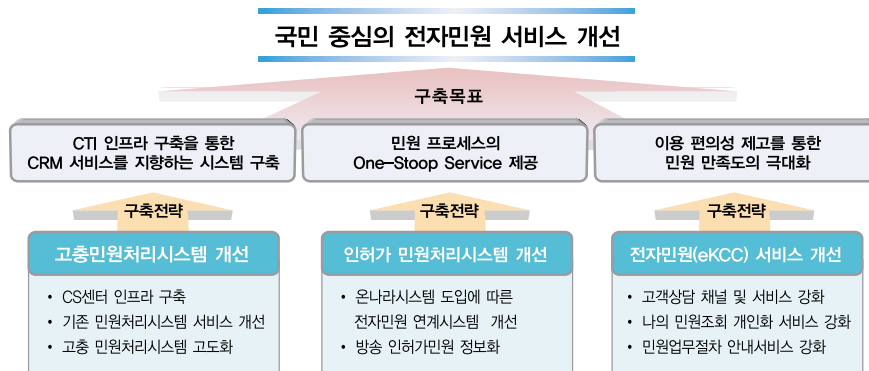 국민 중심의 전자민원 서비스 개선
구축목표
CTI 인프라 구축을 통한
CRM 서비스를 지향하는 시스템 구축
민원 프로세스의
One-Stoop Service 제공
이용 편의성 제고를 통한
민원 만족도의 극대화
구축전략
구축전략
구축전략
고충민원처리시스템 개선
• CS센터 인프라 구축
• 기존 민원처리시스템 서비스 개선
• 고충 민원처리시스템 고도화
인허가 민원처리시스템 개선
• 온나라시스템 도입에 따른
전자민원 연계시스템 개선
• 방송 인허가민원 정보화
전자민원(eKCC) 서비스 개선
• 고객상담 채널 및 서비스 강화
• 나의 민원조회 개인화 서비스 강화
• 민원업무절차 안내서비스 강화